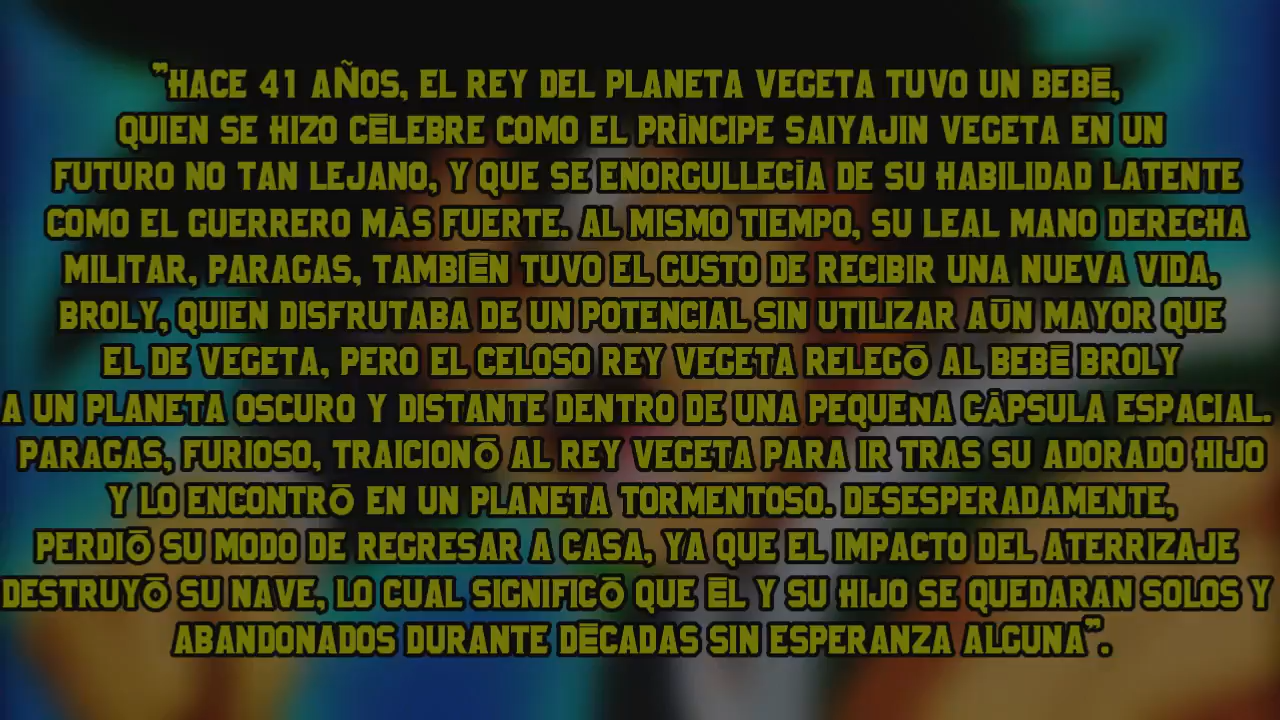 "HACE 41 AÑOS, EL REY DEL PLANETA VEGETA TUVO UN BEBÉ,
QUIEN SE HIZO CÉLEBRE COMO EL PRÍNCIPE SAIYAJIN VEGETA EN UN
FUTURO NO TAN LEJANO, Y QUE SE ENORGULLECÍA DE SU HABILIDAD LATENTE
COMO EL GUERRERO MÁS FUERTE. AL MISMO TIEMPO, SU LEAL MANO DERECHA
MILITAR, PARAGAS, TAMBIÉN TUVO EL GUSTO DE RECIBIR UNA NUEVA VIDA,
BROLY, QUIEN DISFRUTABA DE UN POTENCIAL SIN UTILIZAR AÚN MAYOR QUE
EL DE VEGETA, PERO EL CELOSO REY VEGETA RELEGÓ AL BEBÉ BROLY
A UN PLANETA OSCURO Y DISTANTE DENTRO DE UNA PEQUENA CÁPSULA ESPACIAL.
PARAGAS, FURIOSO, TRAICIONÓ AL REY VEGETA PARA IR TRAS SU ADORADO HIJO
Y LO ENCONTRÓ EN UN PLANETA TORMENTOSO. DESESPERADAMENTE,
PERDIÓ SU MODO DE REGRESAR A CASA, YA QUE EL IMPACTO DEL ATERRIZAJE
DESTRUYÓ SU NAVE, LO CUAL SIGNIFICÓ QUE ÉL Y SU HIJO SE QUEDARAN SOLOS Y
ABANDONADOS DURANTE DÉCADAS SIN ESPERANZA ALGUNA".